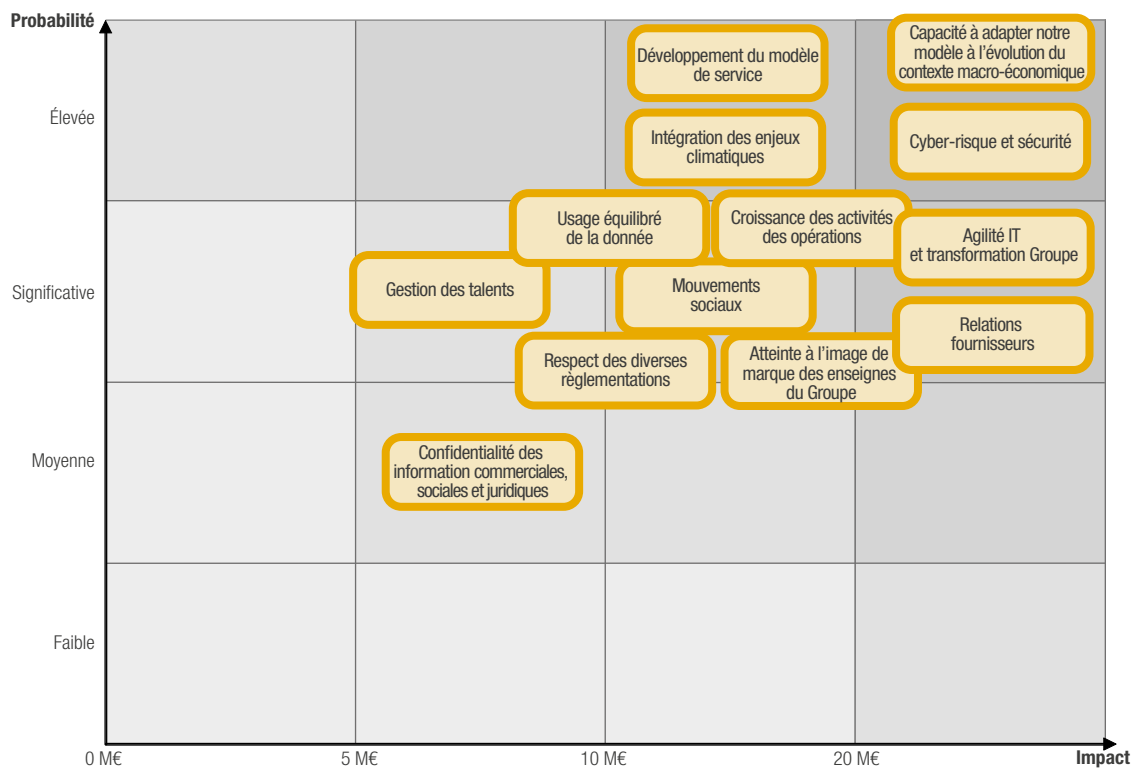 Probabilité
Élevée
Développement du modèle
de service
Capacité à adapter notre
modèle à l'évolution du
contexte macro-économique
Intégration des enjeux
climatiques
Cyber-risque et sécurité
Significative
Usage équilibré
de la donnée
Croissance des activités
des opérations
Agilité IT
et transformation Groupe
Gestion des talents
Mouvements
sociaux
Relations
fournisseurs
Respect des diverses
règlementations
Atteinte à l'image de
marque des enseignes
du Groupe
Moyenne
Confidentialité des
information commerciales,
sociales et juridiques
Faible
0 M€
5 M€
10 M€
20 M€
Impact